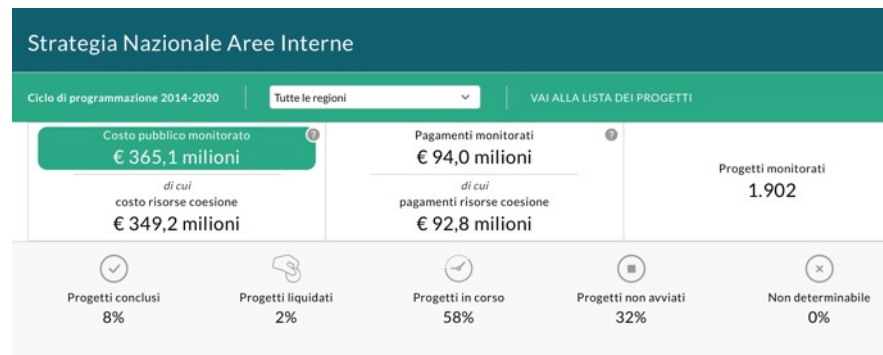 Strategia Nazionale Aree Interne
Ciclo di programmazione 2014-2020
Tutte le regioni
VAI ALLA LISTA DEI PROGETTI
Costo pubblico monitorato
?
€ 365,1 milioni
di cui
costo risorse coesione
€ 349,2 milioni
Pagamenti monitorati
?
€ 94,0 milioni
di cui
pagamenti risorse coesione
€ 92,8 milioni
Progetti monitorati
1.902
Progetti conclusi
8%
Progetti liquidati
2%
Progetti in corso
58%
Progetti non avviati
32%
Non determinabile
0%